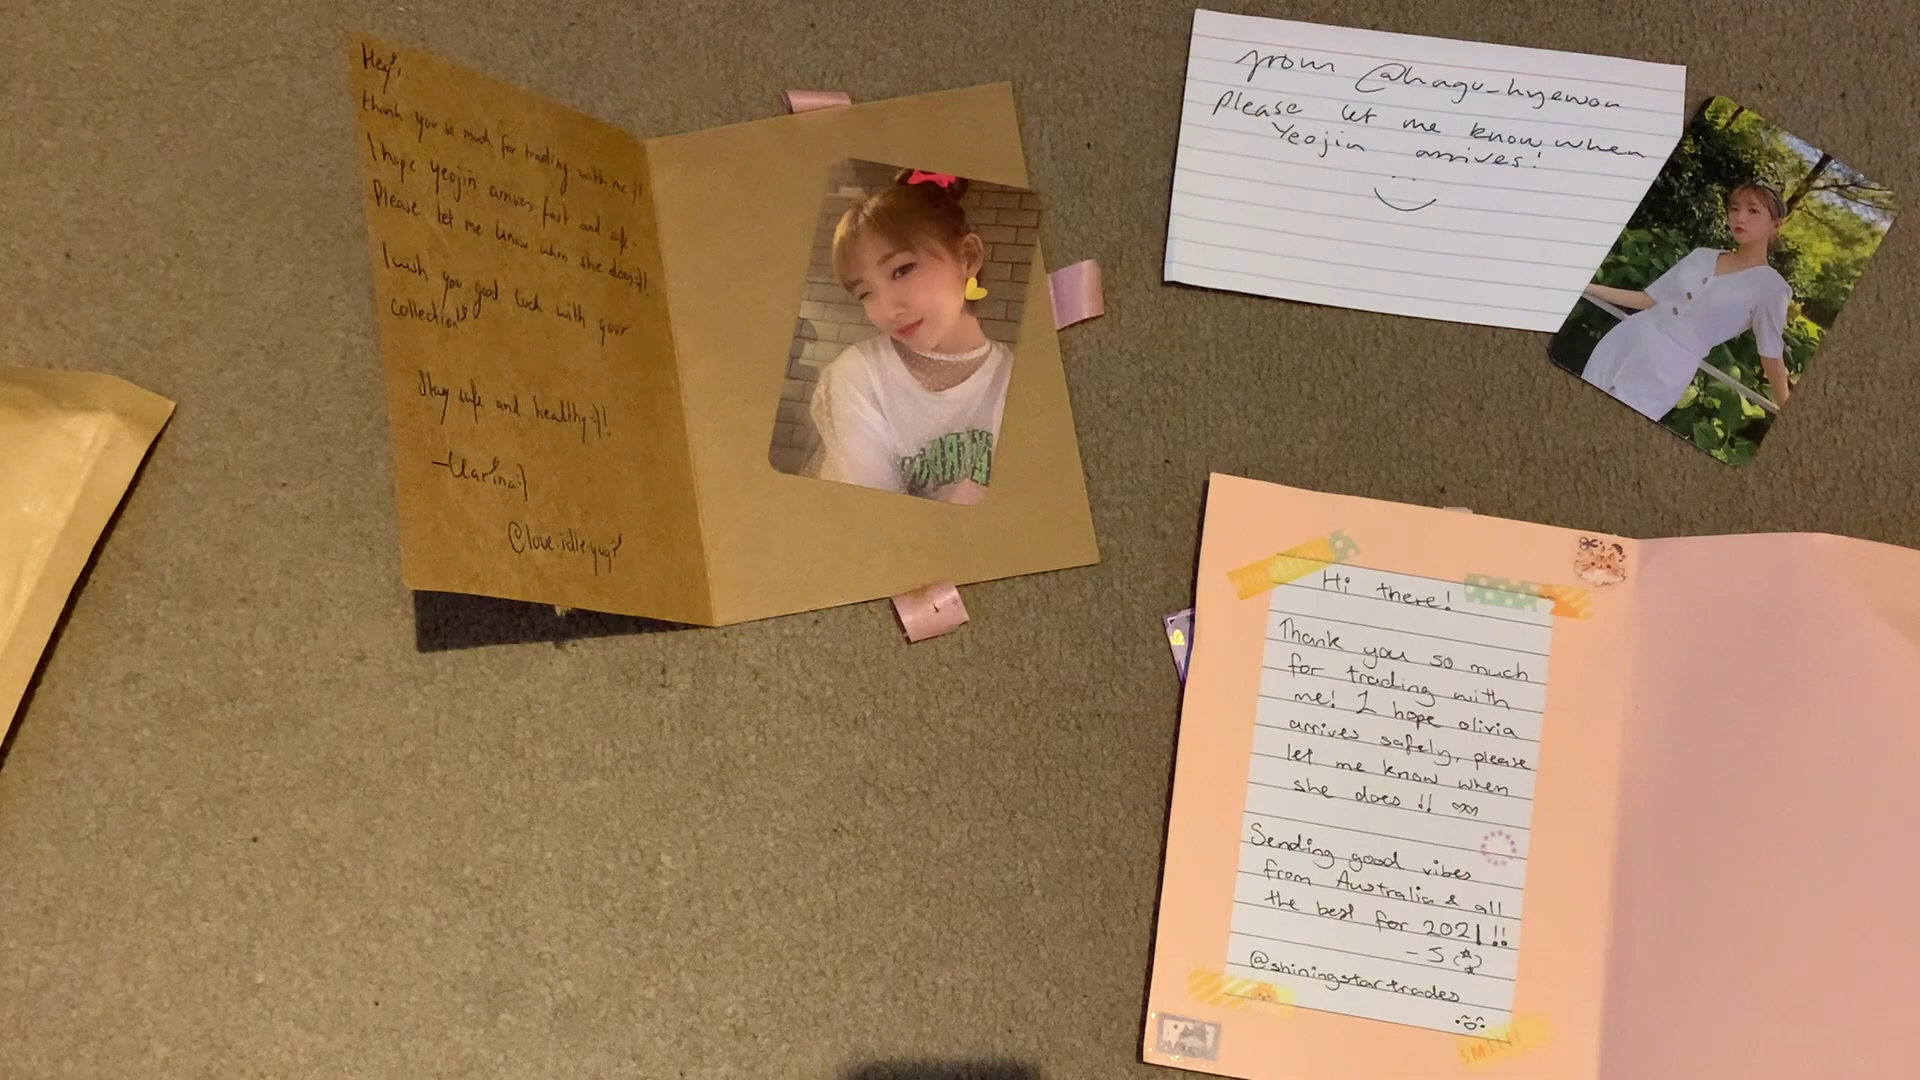 Hey!,
thank you so much for trading with me:)!
I hope Yeojin arrives fast and safe.
Please let me know when she does:)!
I wish you good luck with your
Collection!
Stay safe and healthy:)!
@love.idleyuqi
from @hagu_hyewon
please let me know when
Yeojin arrives!
Hi there!
Thank you so much
for trading with
me! I hope olivia
arrives safely, please
let me know when
she does !!
Sending good vibes
from Australia & all
the best for 2021!!
- S
@shiningstartrades
SMILE!